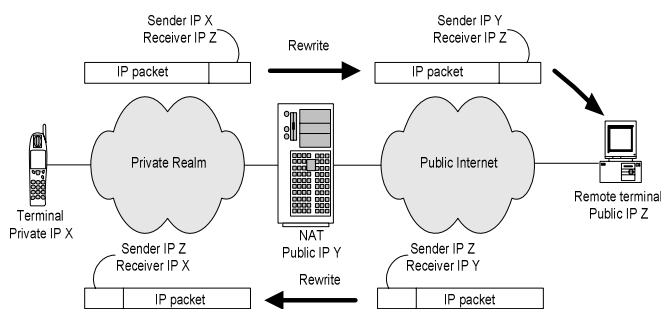 Sender IP X
Receiver IP Z
Rewrite
Sender IP Y
Receiver IP Z
IP packet
IP packet
Private Realm
Public Internet
Terminal
Private IP X
NAT
Public IP Y
Remote terminal
Public IP Z
Sender IP Z
Receiver IP X
Rewrite
Sender IP Z
Receiver IP Y
IP packet
IP packet